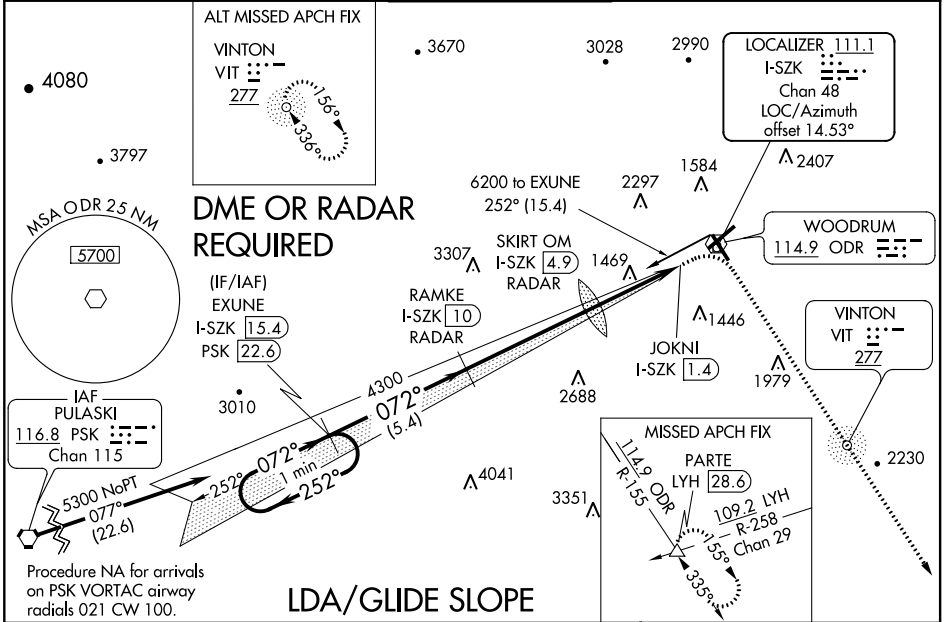 ALT MISSED APCH FIX
VINTON
VIT
277
156°
336°
4080
3797
3670
3028
2990
LOCALIZER 111.1
I-SZK
Chan 48
LOC/Azimuth
offset 14.53°
2407
1584
2297
6200 to EXUNE
252° (15.4)
MSA ODR 25 NM
5700
DME OR RADAR
REQUIRED
(IF/IAF)
EXUNE
I-SZK 15.4
PSK 22.6
3307
SKIRT OM
I-SZK 4.9
RADAR
1469
WOODRUM
114.9 ODR
RAMKE
I-SZK 10
RADAR
1446
VINTON
VIT
277
JOKNI
I-SZK 1.4
1979
2688
3010
4300
072°
(5.4)
IAF
PULASKI
116.8 PSK
Chan 115
5300 NoPT
077°
(22.6)
252°
072°
1 min
252°
4041
3351
2230
MISSED APCH FIX
114.9 ODR
R-155
PARTE
LYH 28.6
109.2 LYH
R-258
Chan 29
155°
335°
Procedure NA for arrivals
on PSK VORTAC airway
radials 021 CW 100.
LDA/GLIDE SLOPE